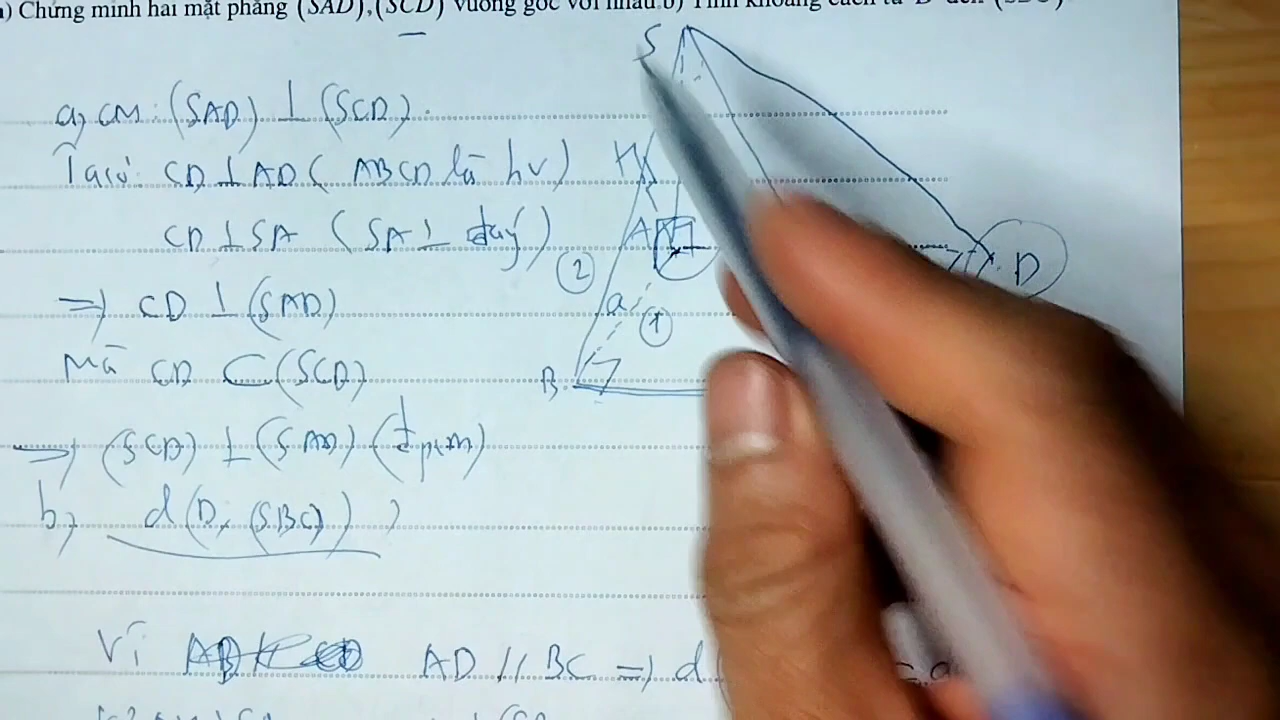 a) Chứng minh hai mặt phẳng (SAD),(SCD) vuông góc với nhau b) Tính khoảng cách từ D đến
a, CM: (SAD) ⊥ (SCD).
Ta có: CD ⊥ AD ( ABCD là hv)
CD ⊥ SA ( SA ⊥ đáy)
=> CD ⊥ (SAD)
Mà CD ⊂ (SCD)
=> (SCD) ⊥ (SAD) (đpcm)
b, d(D, (SBC)) ?
Vì AD // BC => d
S
H
A
D
2
a
1
B